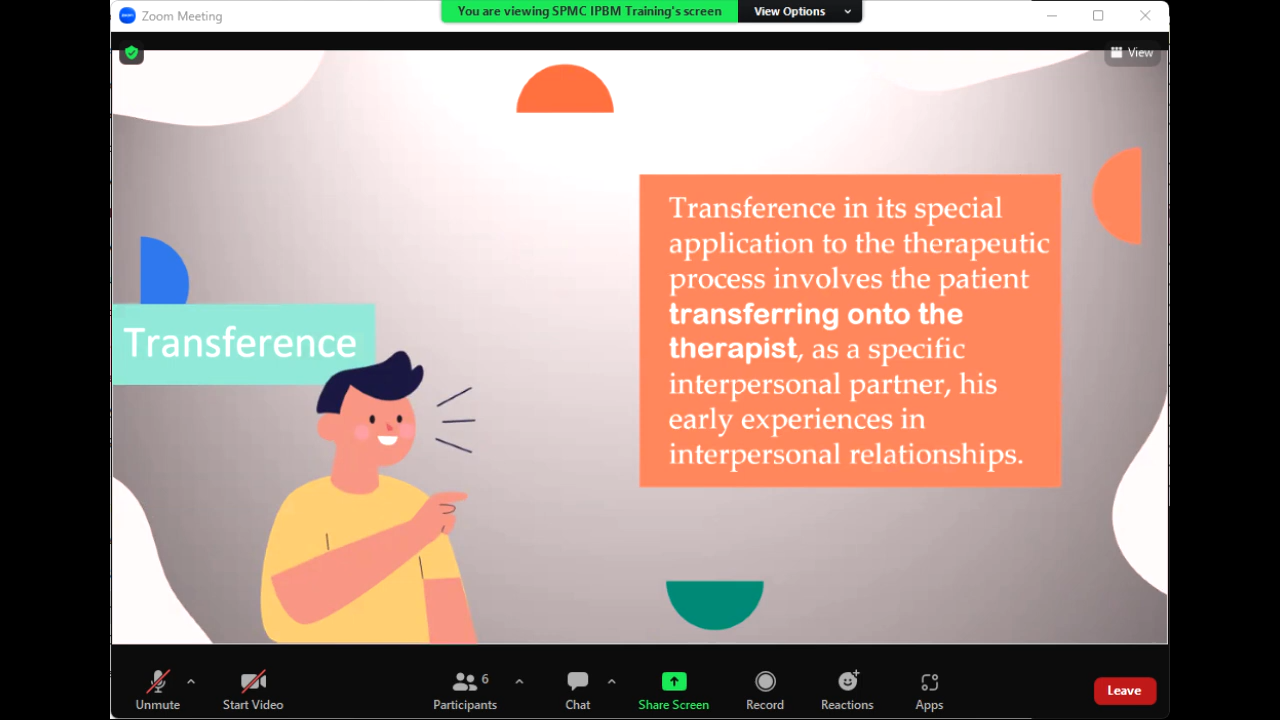 Zoom Meeting
You are viewing SPMC IPBM Training's screen
View Options
View
Transference in its special
application to the therapeutic
process involves the patient
transferring onto the
therapist, as a specific
interpersonal partner, his
early experiences in
interpersonal relationships.
Transference
Unmute
Start Video
6
Participants
Chat
Share Screen
Record
Reactions
Apps
Leave